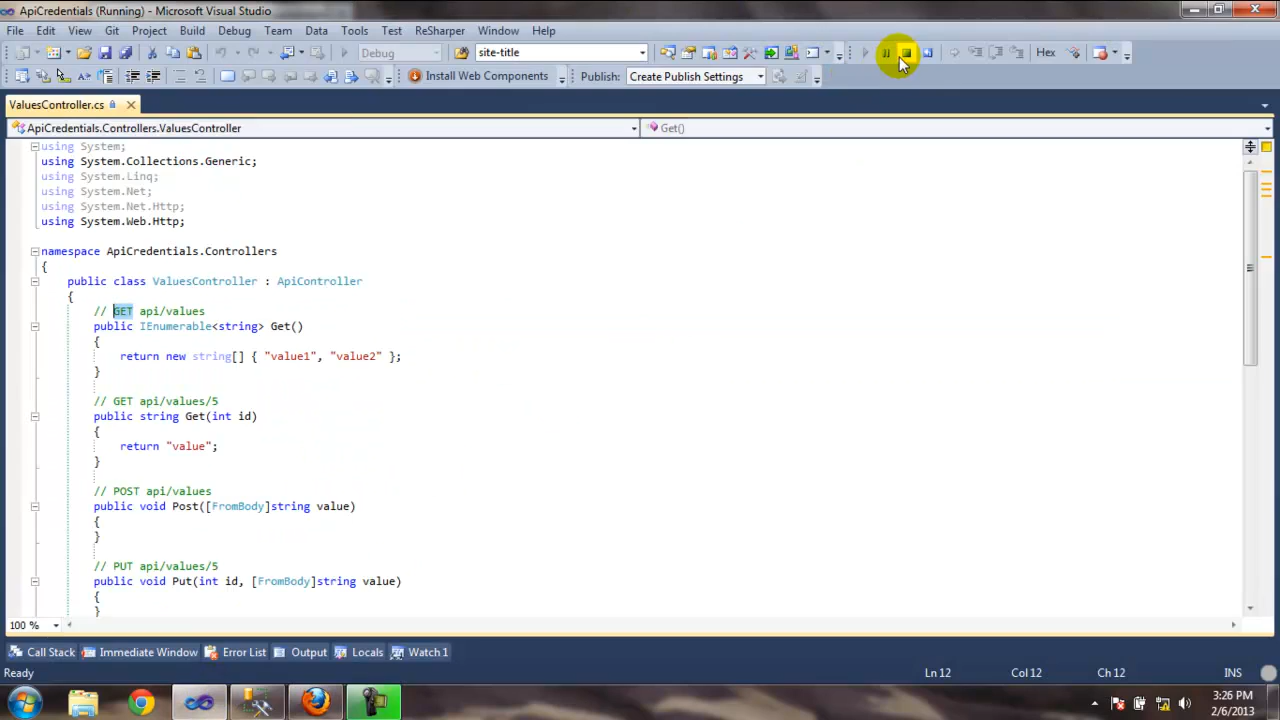 ApiCredentials (Running) - Microsoft Visual Studio
File Edit View Git Project Build Debug Team Data Tools Test ReSharper Window Help
Debug site-title Hex
Install Web Components Publish: Create Publish Settings
ValuesController.cs
ApiCredentials.Controllers.ValuesController Get()
using System;
using System.Collections.Generic;
using System.Linq;
using System.Net;
using System.Net.Http;
using System.Web.Http;
namespace ApiCredentials.Controllers
{
public class ValuesController : ApiController
{
// GET api/values
public IEnumerable<string> Get()
{
return new string[] { "value1", "value2" };
}
// GET api/values/5
public string Get(int id)
{
return "value";
}
// POST api/values
public void Post([FromBody]string value)
{
}
// PUT api/values/5
public void Put(int id, [FromBody]string value)
{
}
100 %
Call Stack Immediate Window Error List Output Locals Watch 1
Ready Ln 12 Col 12 Ch 12 INS
3:26 PM
2/6/2013